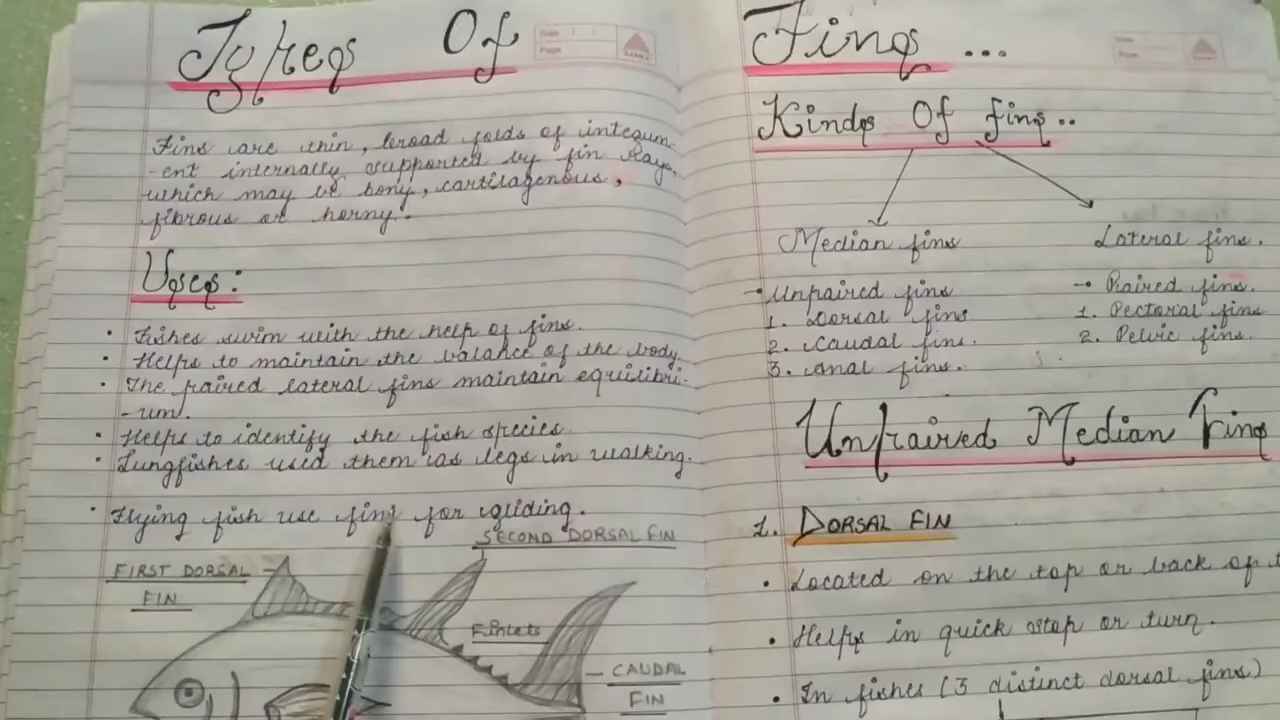 Types Of
Date
Page
Fins are thin, broad folds of integum-
-ent internally supported by fin rays,
which may be bony, cartilagenous,
fibrous or horny.
Uses:
• Fishes swim with the help of fins.
• Helps to maintain the balance of the body
• The paired lateral fins maintain equilibri-
-um.
• Helps to identify the fish species.
• Lungfishes used them as legs in walking.
• Flying fish use fins for gliding.
SECOND DORSAL FIN
FIRST DORSAL
FIN
Finlets
CAUDAL
FIN
Fins ...
Kinds Of fins..
Median fins
Lateral fins.
→ Unpaired fins
→ Paired fins.
1. Dorsal fins
1. Pectoral fins
2. Caudal fins.
2. Pelvic fins.
3. Anal fins.
Unpaired Median Fins
1. DORSAL FIN
• Located on the top or back of
• Helps in quick stop or turn.
• In fishes (3 distinct dorsal fins)